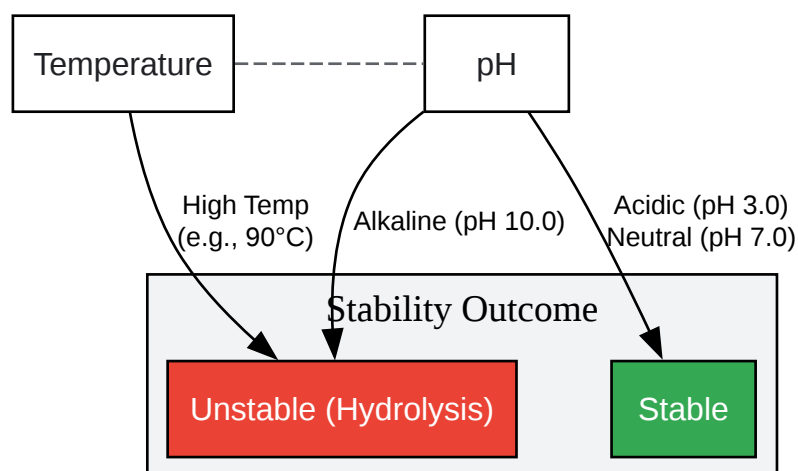 Temperature
pH
High Temp
(e.g., 90°C)
Alkaline (pH 10.0)
Acidic (pH 3.0)
Neutral (pH 7.0)
Stability Outcome
Unstable (Hydrolysis)
Stable